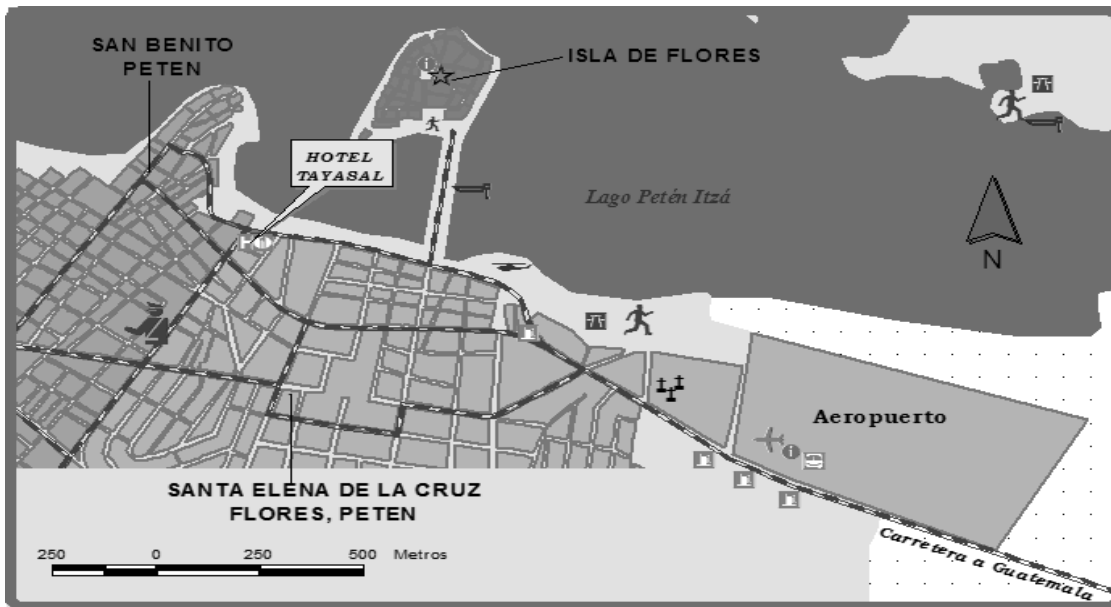 SAN BENITO
PETEN
ISLA DE FLORES
HOTEL
TAYASAL
Lago Petén Itzá
N
Aeropuerto
SANTA ELENA DE LA CRUZ
FLORES, PETEN
Carretera a Guatemala
250 0 250 500 Metros